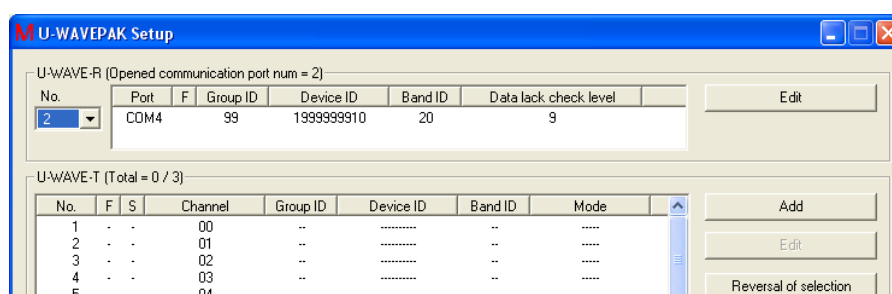 M U-WAVEPAK Setup
U-WAVE-R (Opened communication port num = 2)
No. Port F Group ID Device ID Band ID Data lack check level Edit
2 COM4 99 1999999910 20 9
U-WAVE-T (Total = 0 / 3)
No. F S Channel Group ID Device ID Band ID Mode Add
1 - - 00 -- ---------- -- -----
2 - - 01 -- ---------- -- ----- Edit
3 - - 02 -- ---------- -- -----
4 - - 03 -- ---------- -- ----- Reversal of selection
5 04